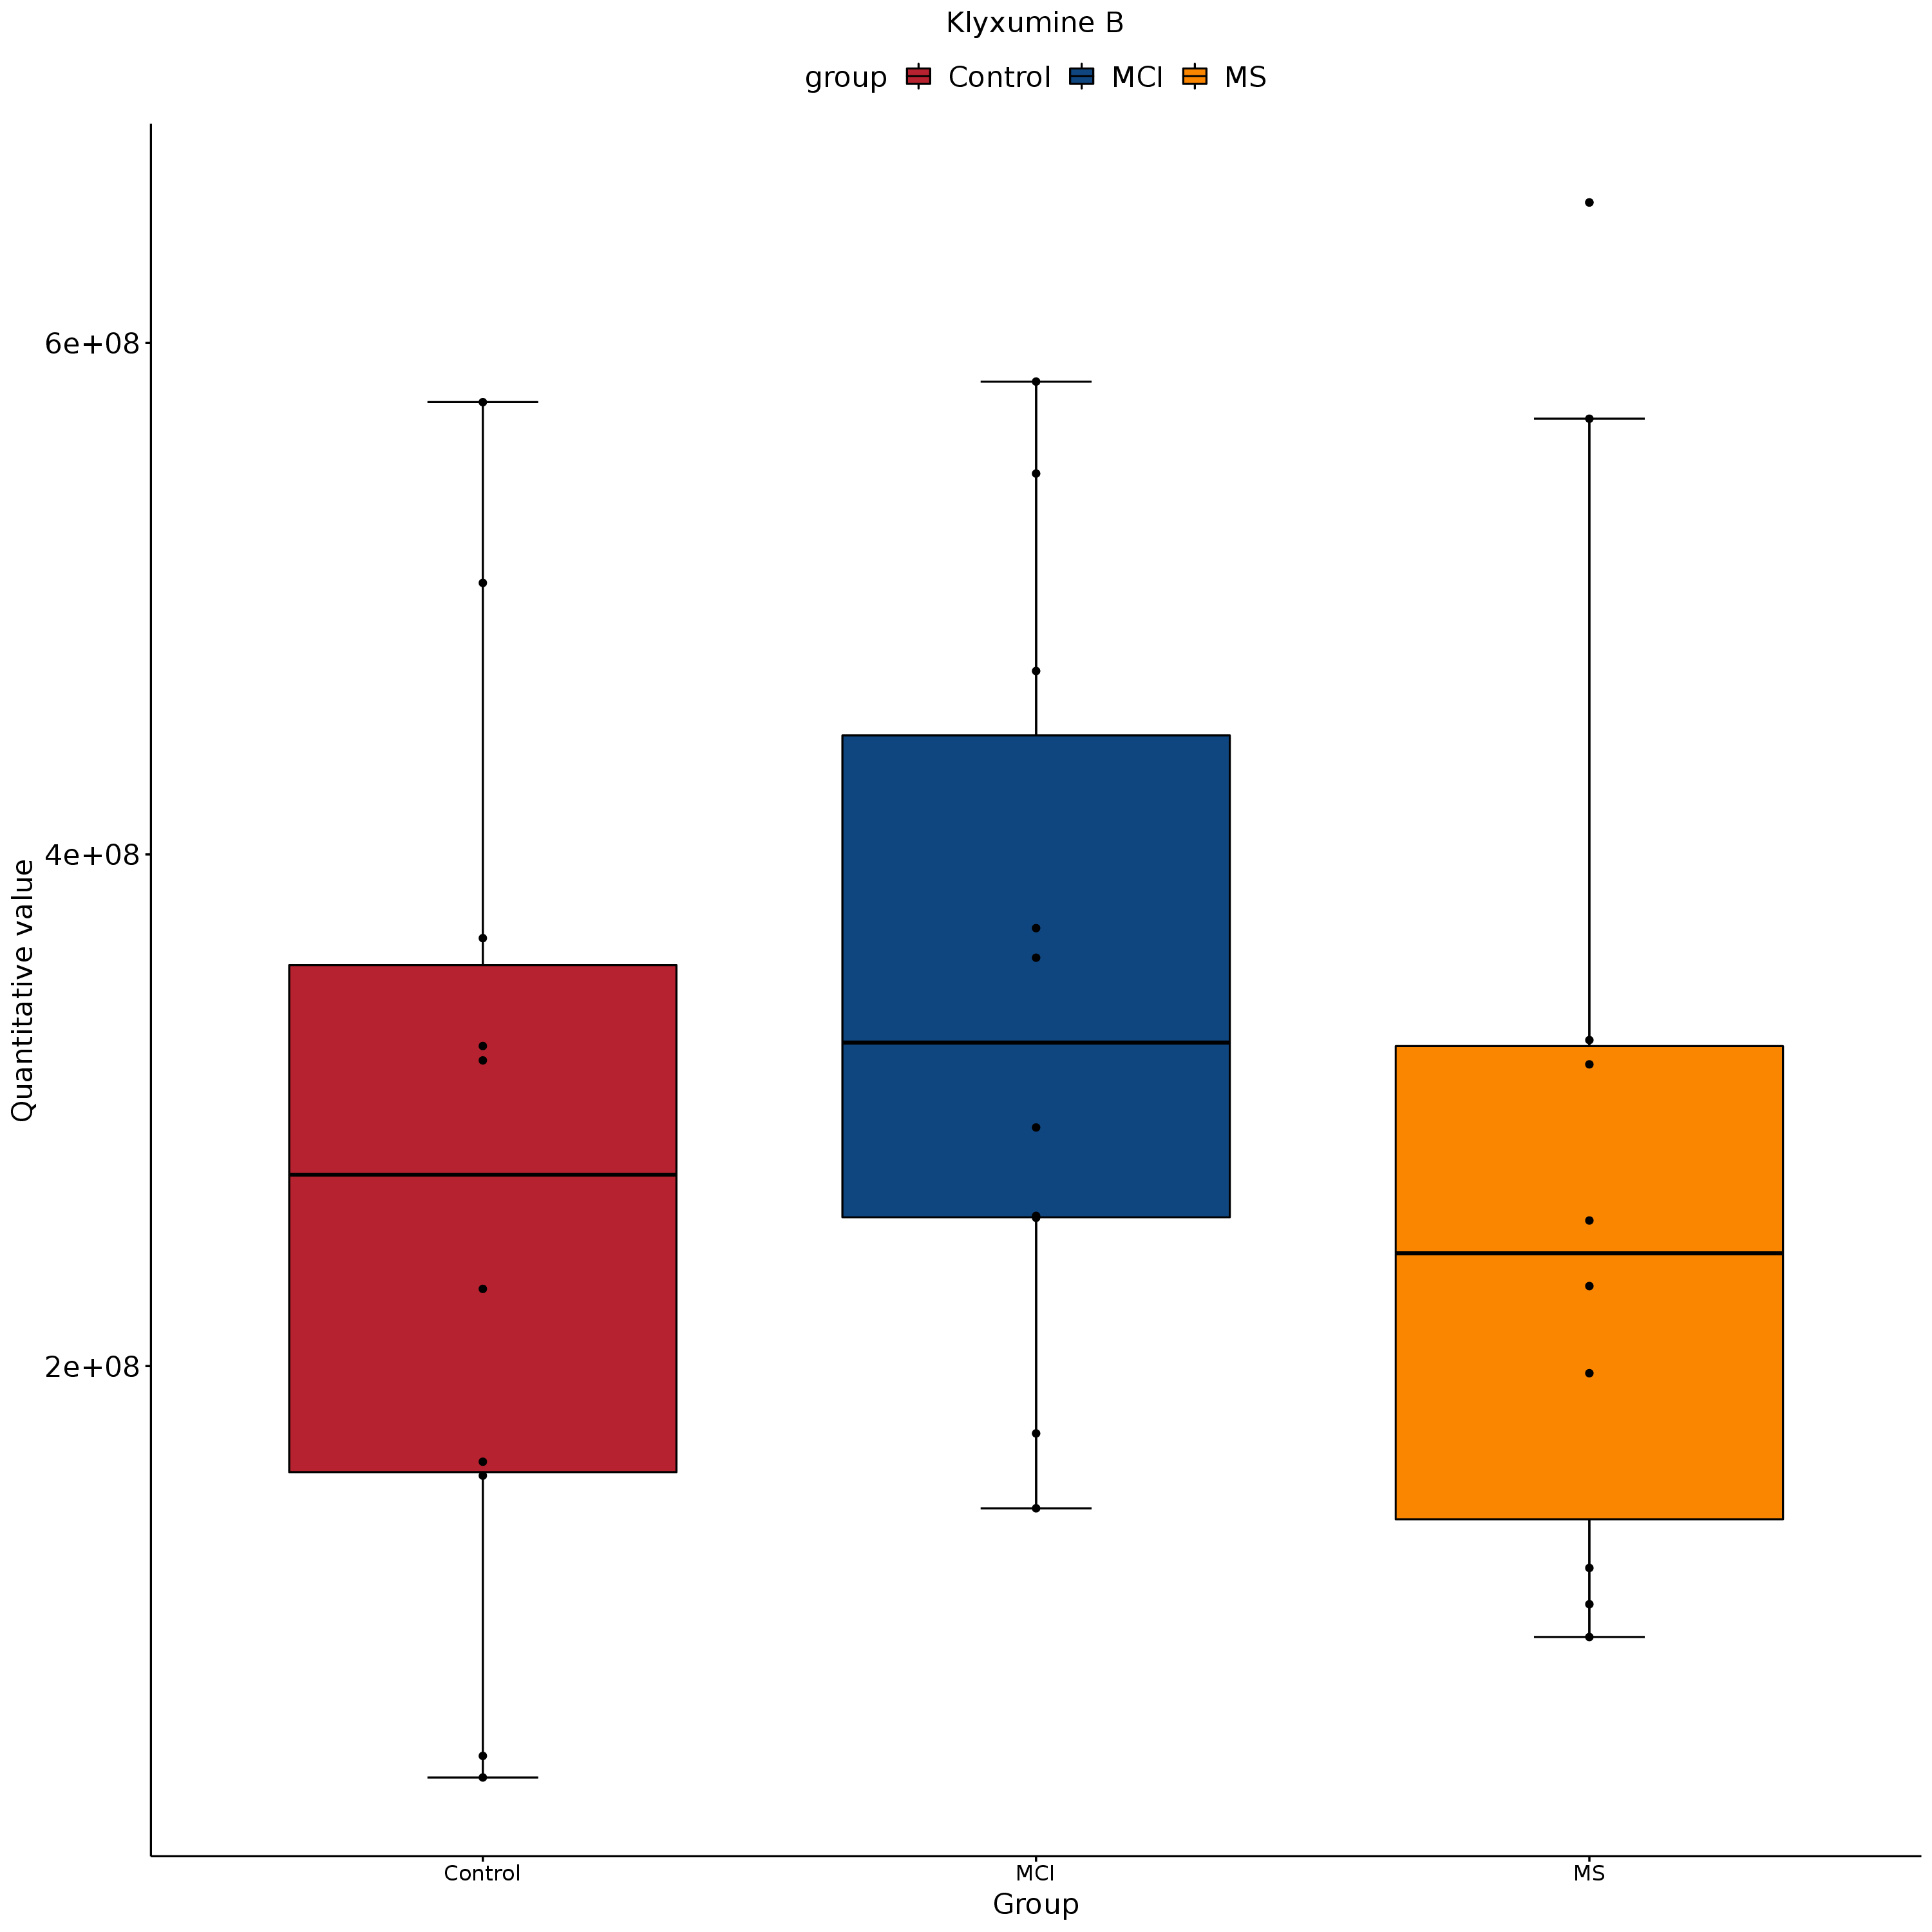 Klyxumine B
group Control MCI MS
6e+08
4e+08
2e+08
Quantitative value
Control MCI MS
Group